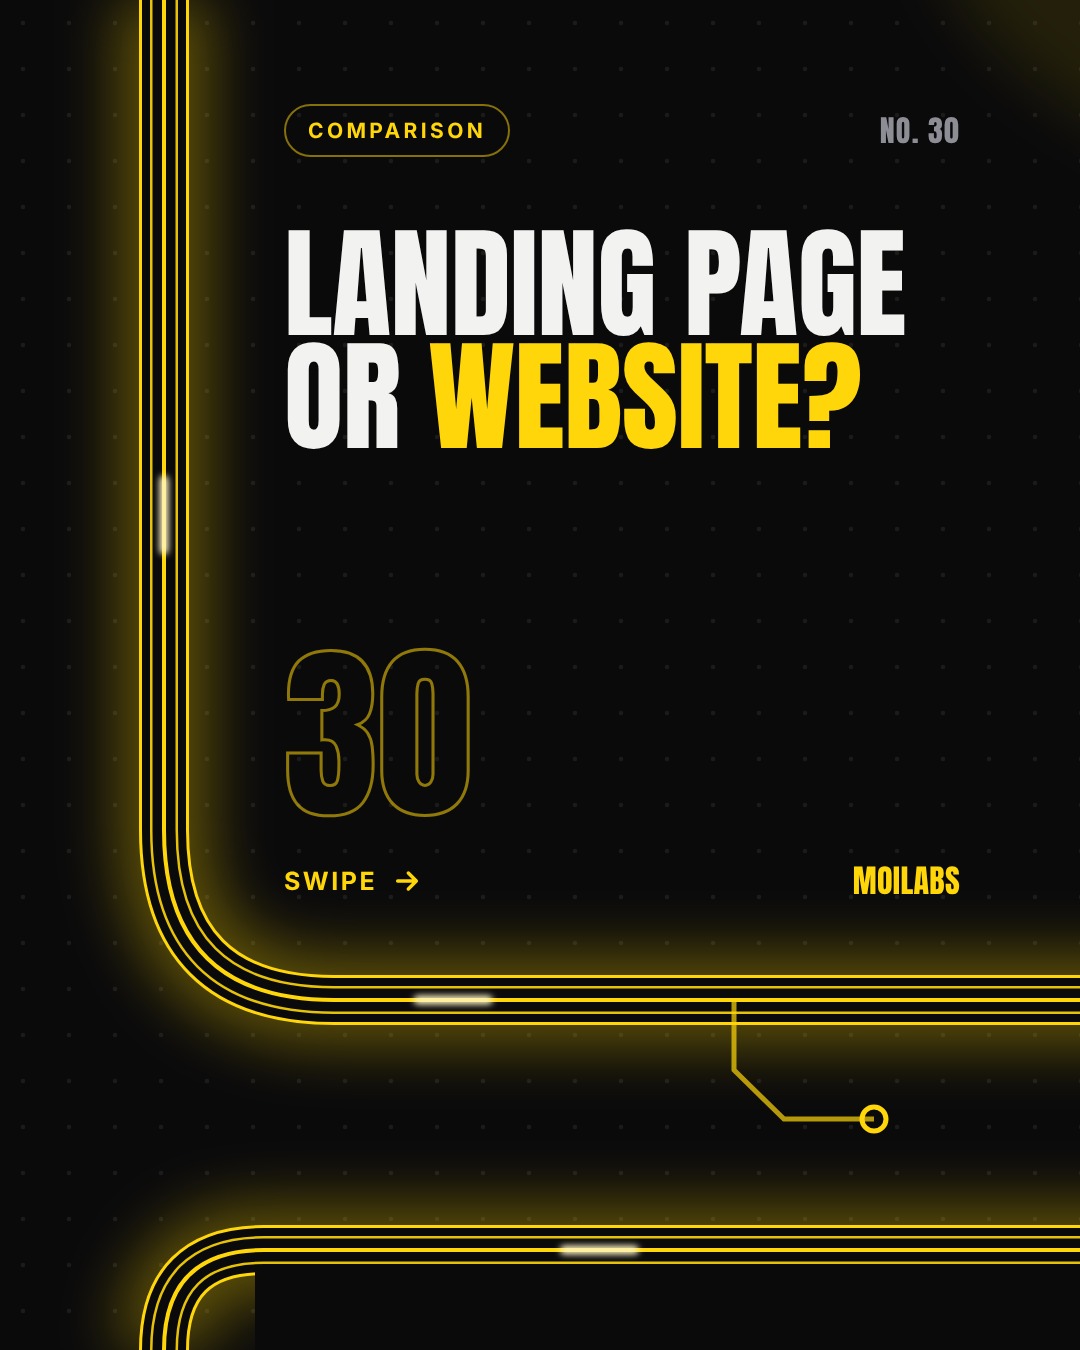 COMPARISON
NO. 30
LANDING PAGE
OR WEBSITE?
30
SWIPE →
MOILABS